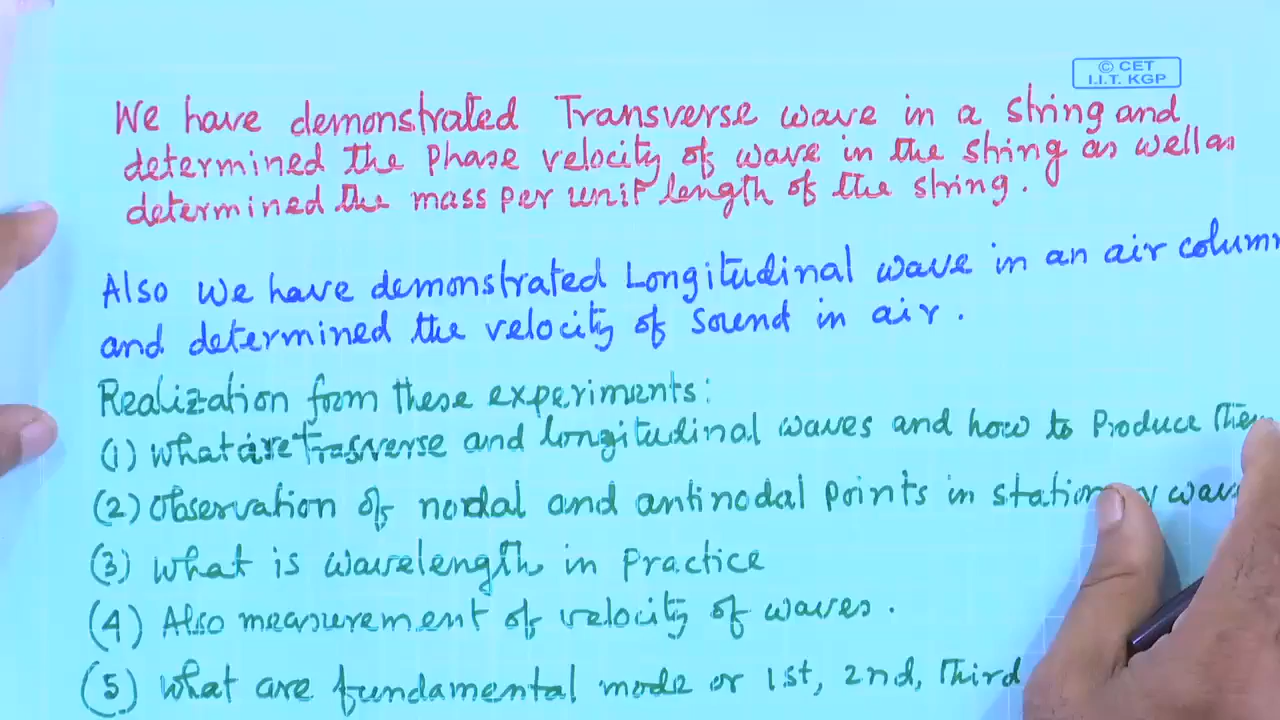 © CET
I.I.T. KGP
We have demonstrated Transverse wave in a string and
determined the phase velocity of wave in the string as well as
determined the mass per unit length of the string.
Also we have demonstrated Longitudinal wave in an air column
and determined the velocity of sound in air.
Realization form these experiments:
(1) What are trasverse and longitudinal waves and how to produce
(2) Observation of nodal and antinodal points in
(3) What is wavelength in practice
(4) Also measurement of velocity of waves.
(5) What are fundamental mode or 1st, 2nd, third